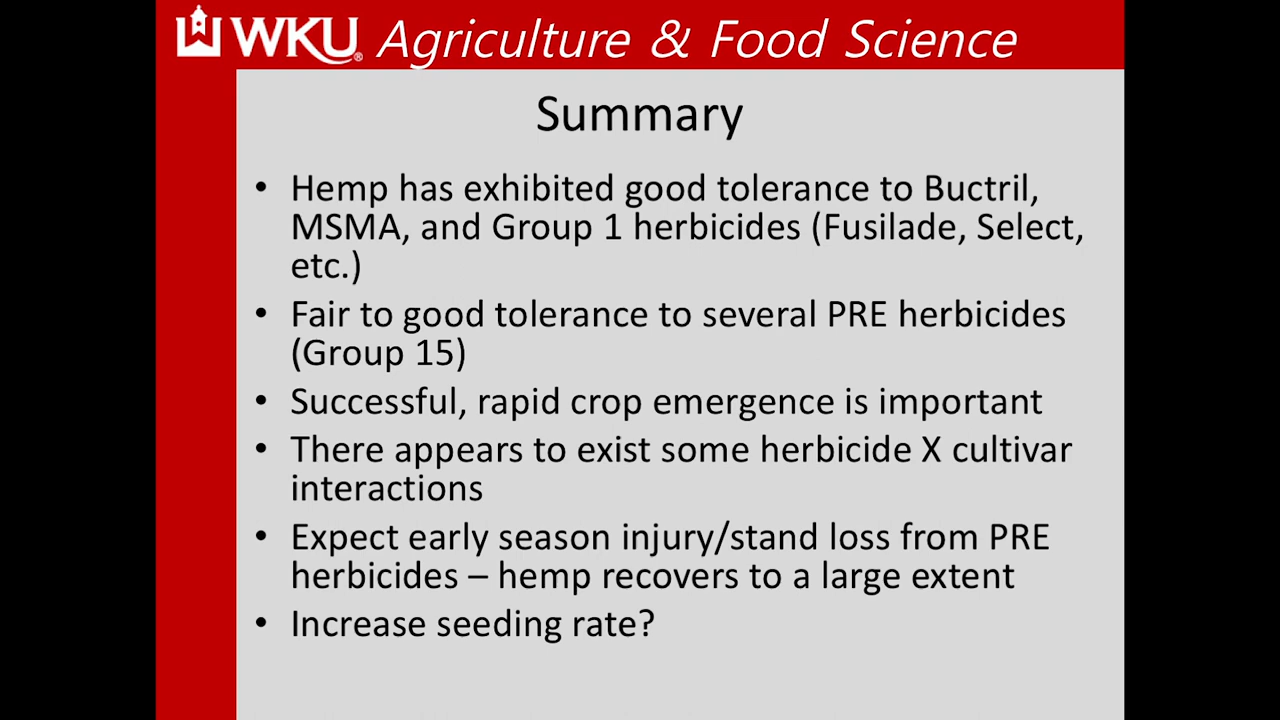 WKU® Agriculture & Food Science
Summary
• Hemp has exhibited good tolerance to Buctril,
MSMA, and Group 1 herbicides (Fusilade, Select,
etc.)
• Fair to good tolerance to several PRE herbicides
(Group 15)
• Successful, rapid crop emergence is important
• There appears to exist some herbicide X cultivar
interactions
• Expect early season injury/stand loss from PRE
herbicides – hemp recovers to a large extent
• Increase seeding rate?